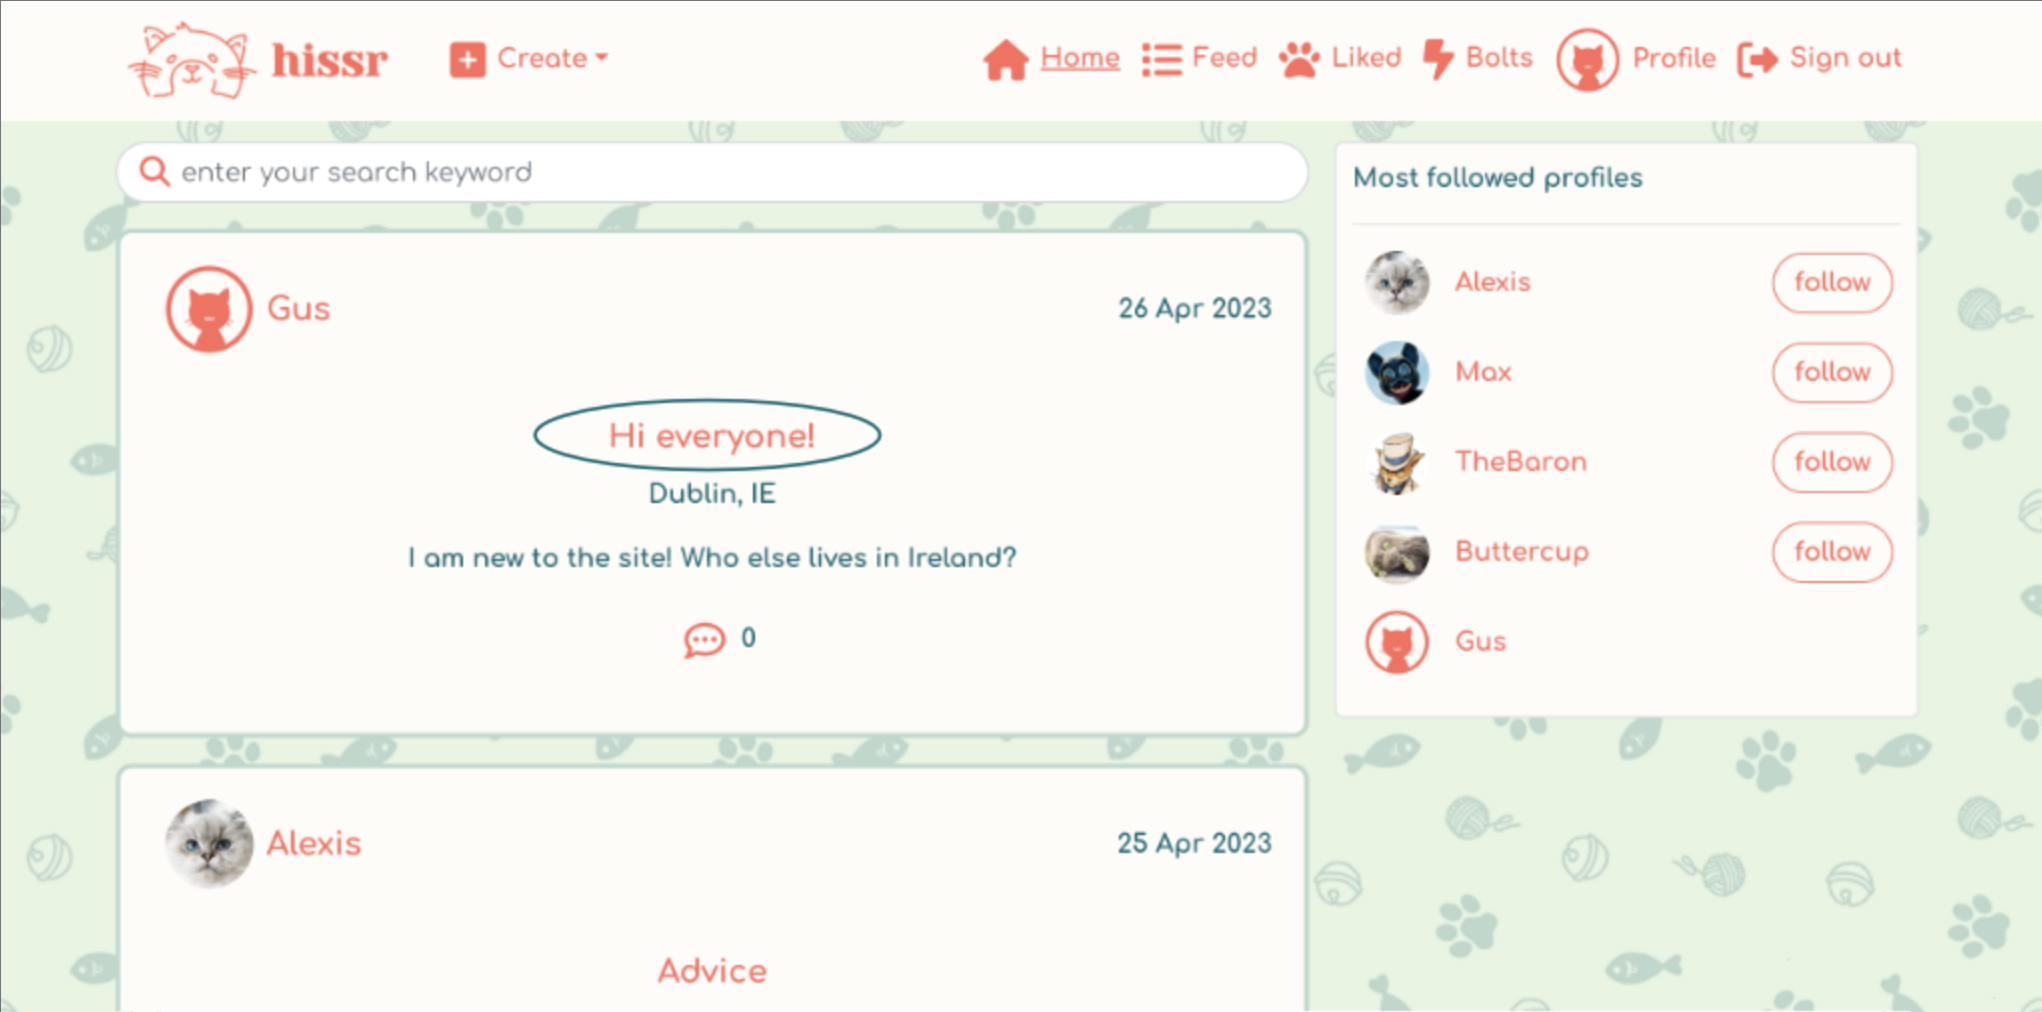 hissr
Create
Home
Feed
Liked
Bolts
Profile
Sign out
enter your search keyword
Gus
26 Apr 2023
Hi everyone!
Dublin, IE
I am new to the site! Who else lives in Ireland?
0
Alexis
25 Apr 2023
Advice
Most followed profiles
Alexis
follow
Max
follow
TheBaron
follow
Buttercup
follow
Gus